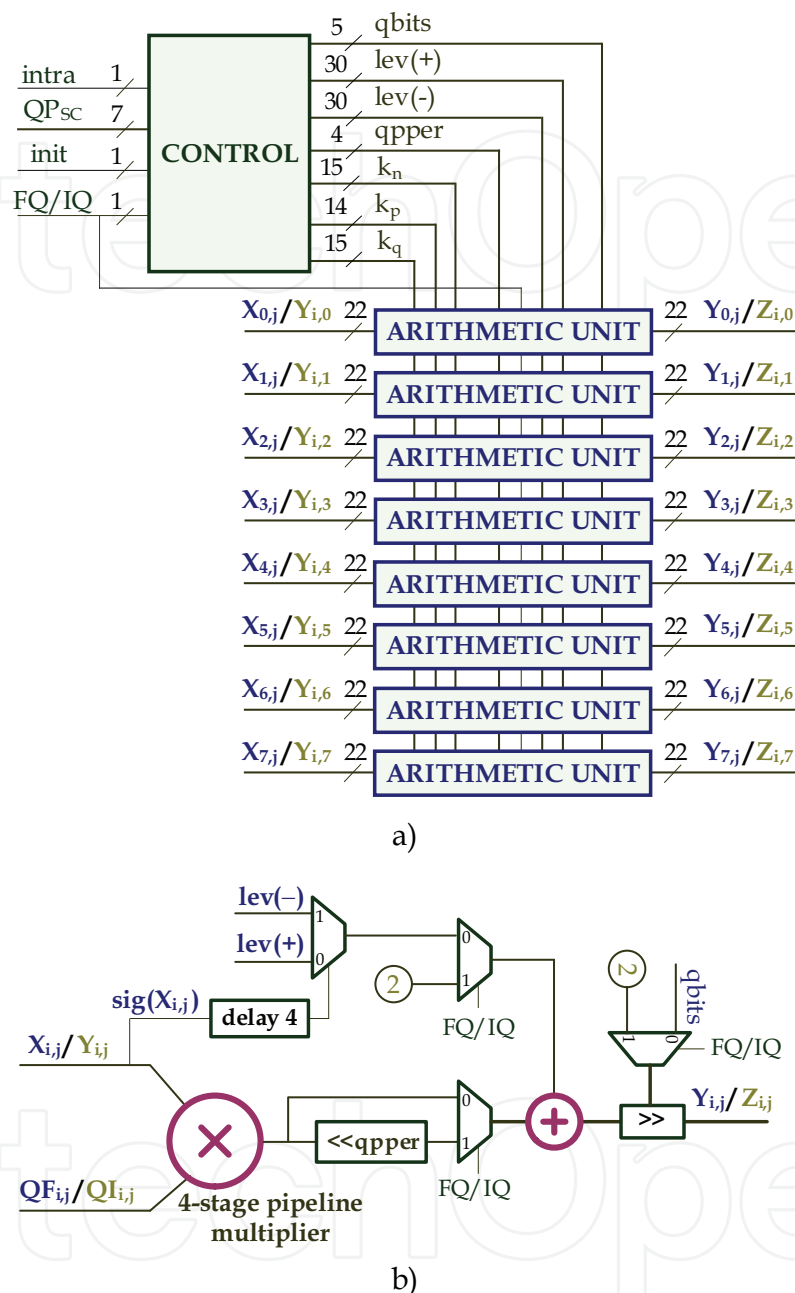 5 qbits
30 lev(+)
30 lev(-)
4 qpper
15 kn
14 kp
15 kq
intra 1
QPSC 7
init 1
FQ/IQ 1
CONTROL
X0,j/Yi,0 22 ARITHMETIC UNIT 22 Y0,j/Zi,0
X1,j/Yi,1 22 ARITHMETIC UNIT 22 Y1,j/Zi,1
X2,j/Yi,2 22 ARITHMETIC UNIT 22 Y2,j/Zi,2
X3,j/Yi,3 22 ARITHMETIC UNIT 22 Y3,j/Zi,3
X4,j/Yi,4 22 ARITHMETIC UNIT 22 Y4,j/Zi,4
X5,j/Yi,5 22 ARITHMETIC UNIT 22 Y5,j/Zi,5
X6,j/Yi,6 22 ARITHMETIC UNIT 22 Y6,j/Zi,6
X7,j/Yi,7 22 ARITHMETIC UNIT 22 Y7,j/Zi,7
a)
lev(−) 1
lev(+) 0
0
2 1
FQ/IQ
2 qbits
1 0
FQ/IQ
sig(Xi,j) delay 4
Xi,j/Yi,j
×
<<qpper
0
1
FQ/IQ
+
>>
Yi,j/Zi,j
QFi,j/QIi,j
4-stage pipeline
multiplier
b)
techOpe
techOpe